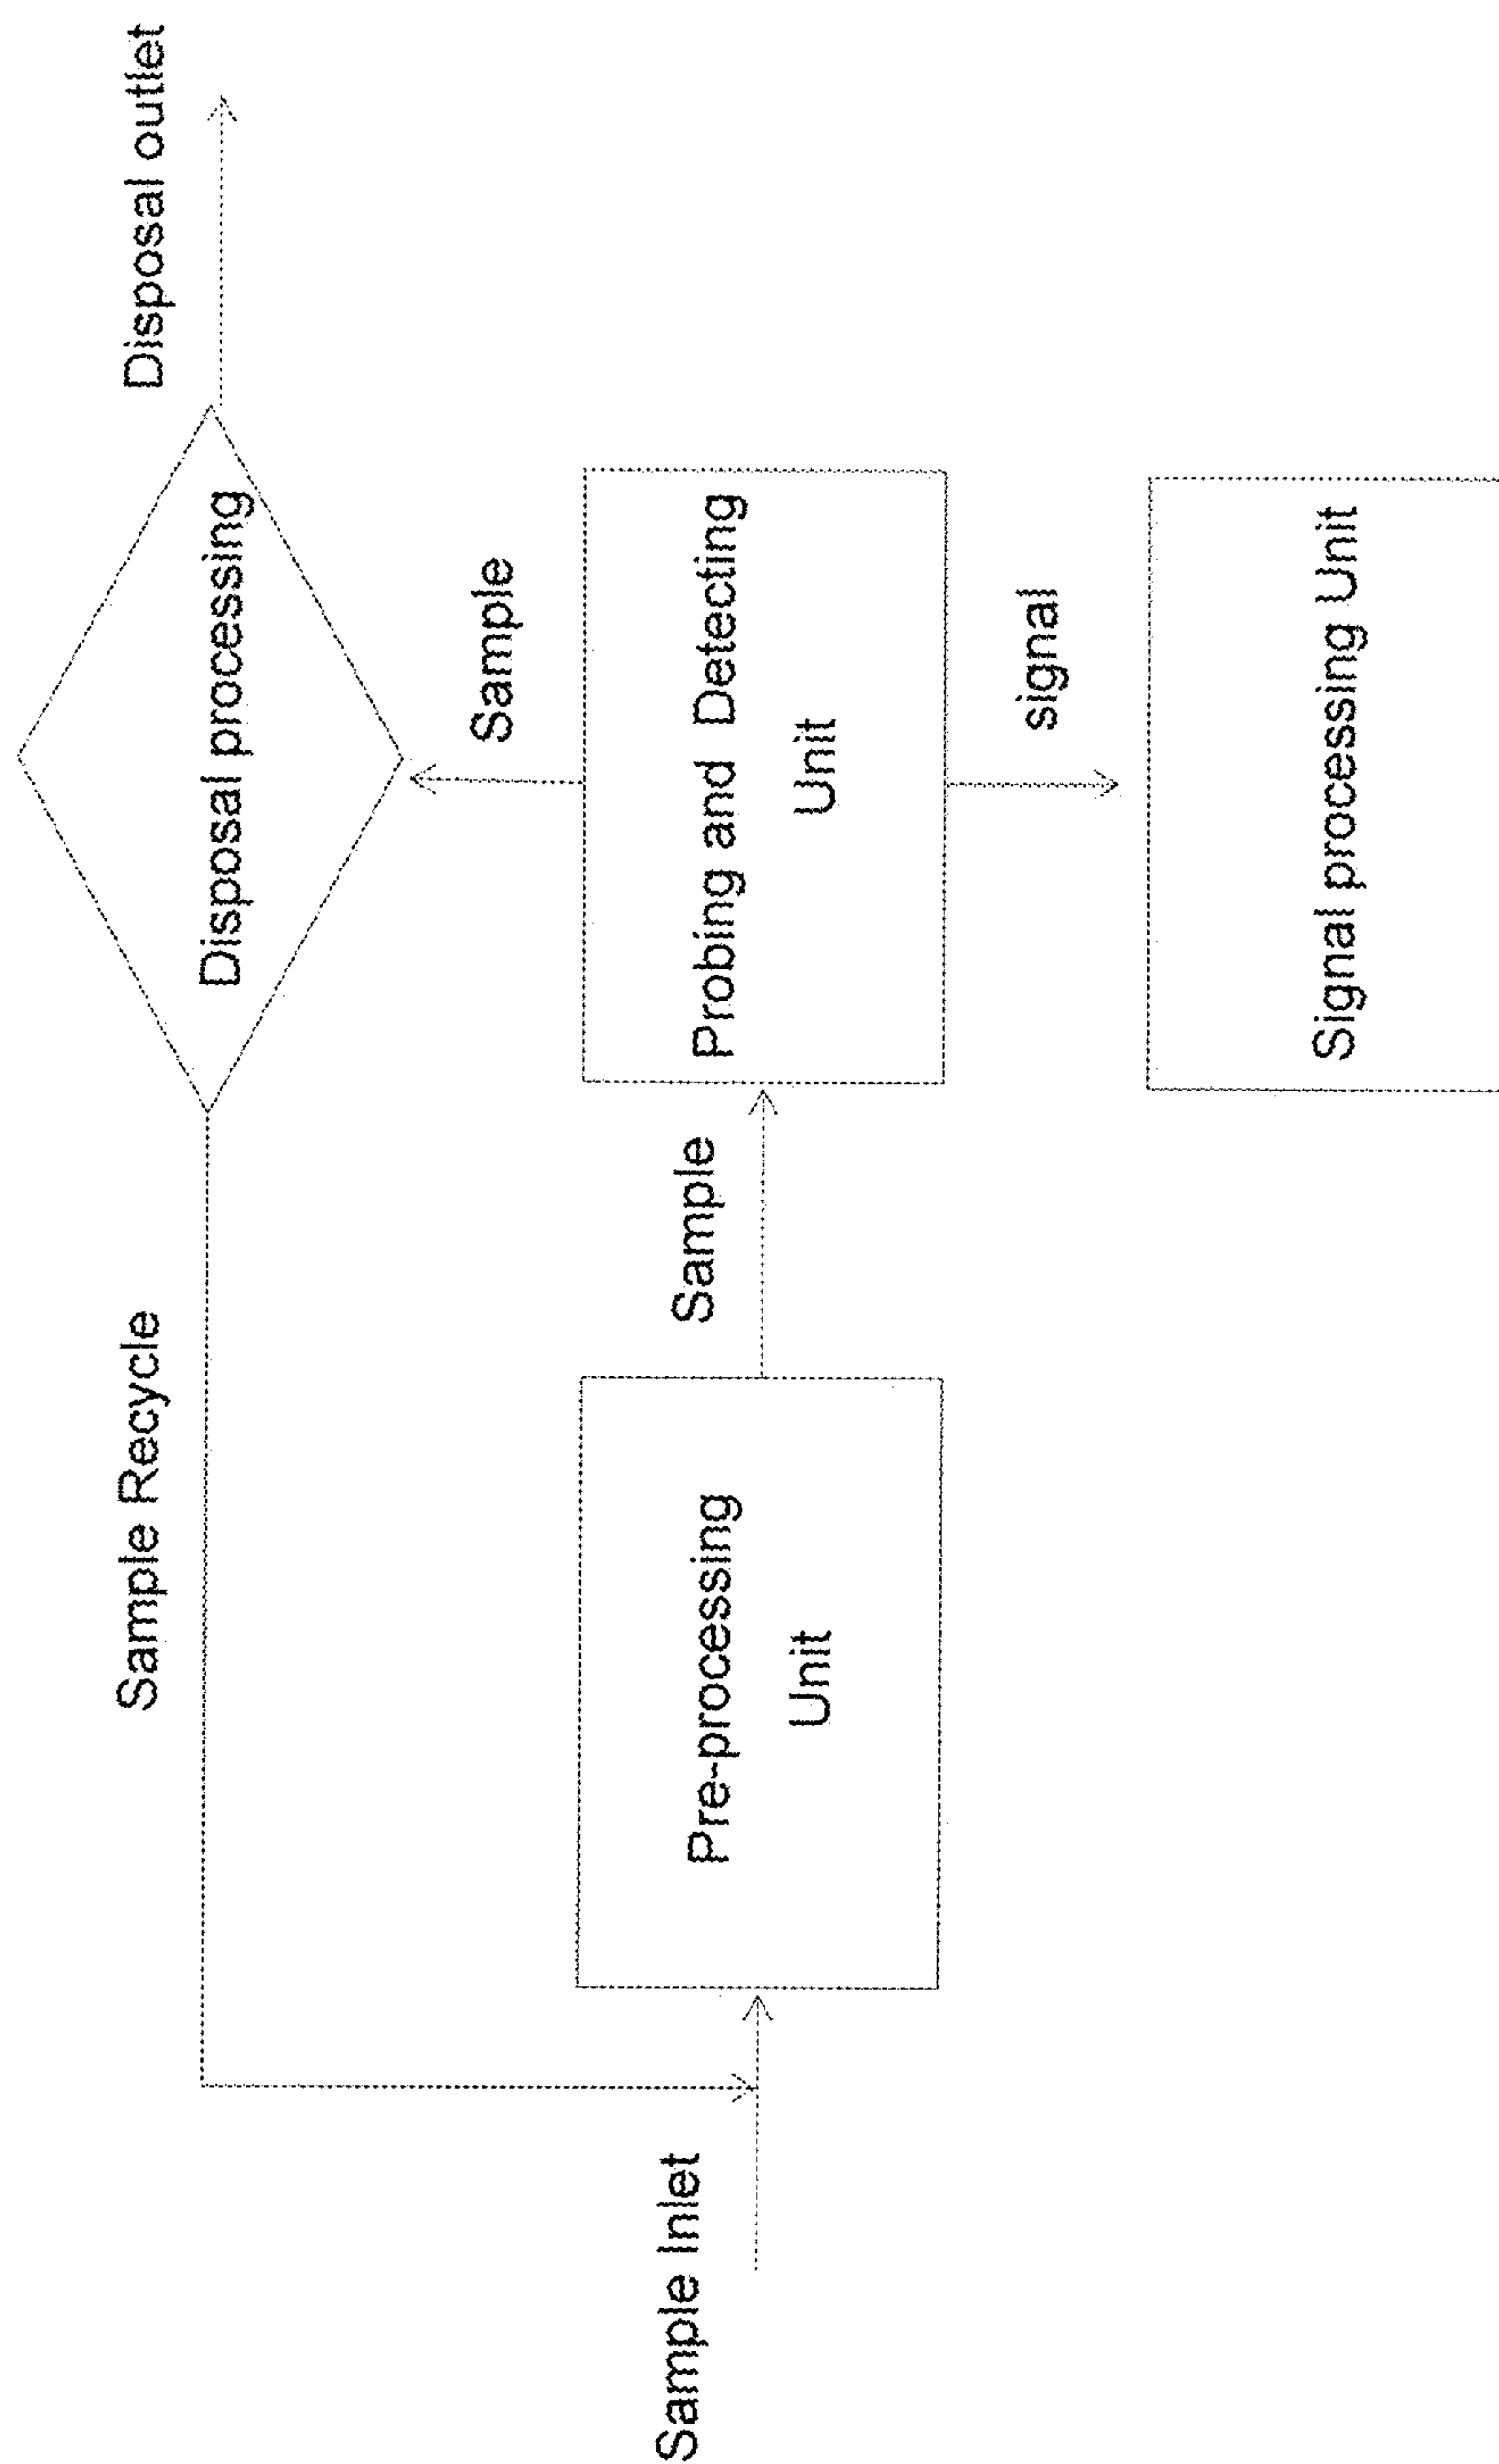 Sample Recycle
Disposal processing
Disposal outlet
Sample
Sample Inlet
Pre-processing
Unit
Sample
Probing and Detecting
Unit
signal
Signal processing Unit